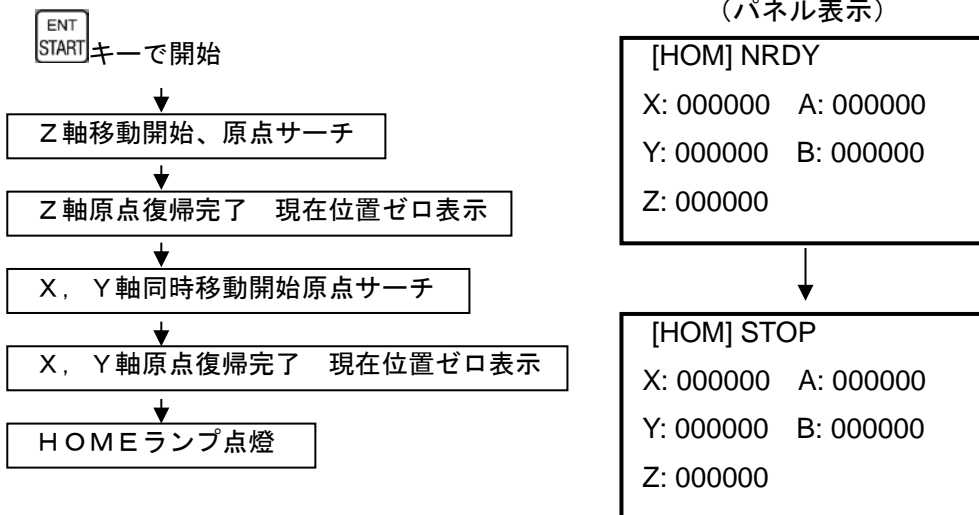 ENT
START キーで開始
Ｚ軸移動開始、原点サーチ
Ｚ軸原点復帰完了　現在位置ゼロ表示
Ｘ，Ｙ軸同時移動開始原点サーチ
Ｘ，Ｙ軸原点復帰完了　現在位置ゼロ表示
ＨＯＭＥランプ点燈
（パネル表示）
[HOM] NRDY
X: 000000 A: 000000
Y: 000000 B: 000000
Z: 000000
[HOM] STOP
X: 000000 A: 000000
Y: 000000 B: 000000
Z: 000000